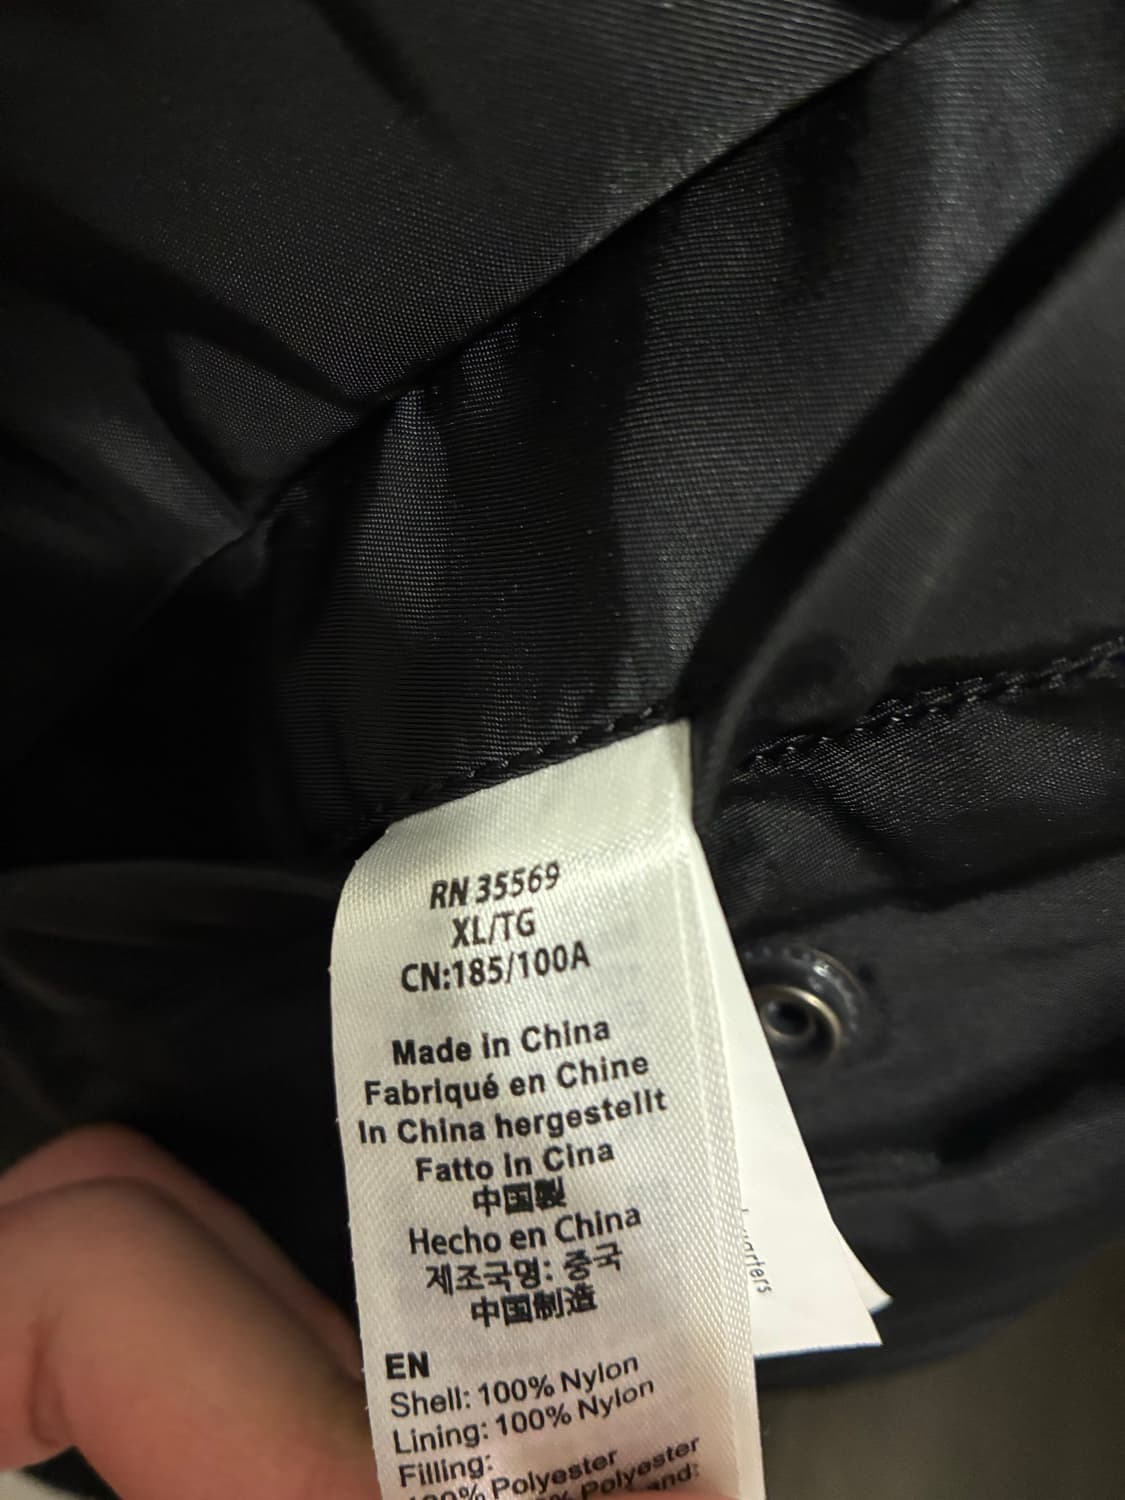 RN 35569
XL/TG
CN:185/100A
Made in China
Fabriqué en Chine
In China hergestellt
Fatto in Cina
中国製
Hecho en China
제조국명: 중국
中国制造
EN
Shell: 100% Nylon
Lining: 100% Nylon
Filling:
Polyester
Polyester